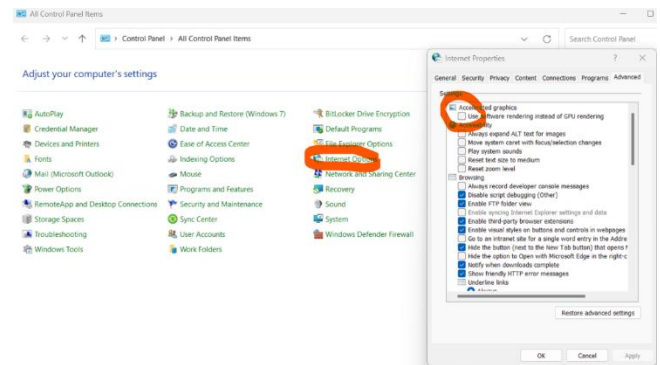 All Control Panel Items
Control Panel > All Control Panel Items
Search Control Panel
Adjust your computer's settings
AutoPlay
Backup and Restore (Windows 7)
BitLocker Drive Encryption
Credential Manager
Date and Time
Default Programs
Devices and Printers
Ease of Access Center
File Explorer Options
Fonts
Indexing Options
Internet Options
Mail (Microsoft Outlook)
Mouse
Network and Sharing Center
Power Options
Programs and Features
Recovery
RemoteApp and Desktop Connections
Security and Maintenance
Sound
Storage Spaces
Sync Center
System
Troubleshooting
User Accounts
Windows Defender Firewall
Windows Tools
Work Folders
Internet Properties
General Security Privacy Content Connections Programs Advanced
Settings
Accelerated graphics
Use software rendering instead of GPU rendering
Accessibility
Always expand ALT text for images
Move system caret with focus/selection changes
Play system sounds
Reset text size to medium
Reset zoom level
Browsing
Always record developer console messages
Disable script debugging (Other)
Enable FTP folder view
Enable syncing Internet Explorer settings and data
Enable third-party browser extensions
Enable visual styles on buttons and controls in webpages
Go to an intranet site for a single word entry in the Addre
Hide the button (next to the New Tab button) that opens
Hide the option to Open with Microsoft Edge in the right-c
Notify when downloads complete
Show friendly HTTP error messages
Underline links
Always
Restore advanced settings
OK Cancel Apply